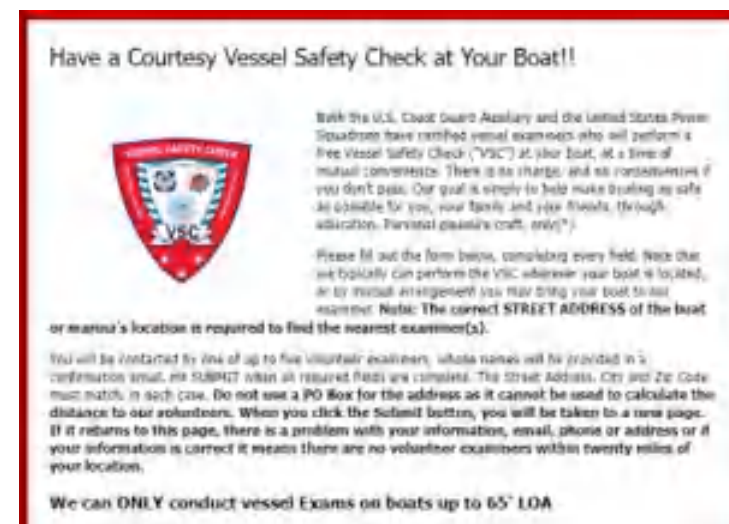 Have a Courtesy Vessel Safety Check at Your Boat!!
Both the U.S. Coast Guard Auxiliary and the United States Power
Squadrons have certified vessel examiners who will perform a
free Vessel Safety Check ("VSC") at your boat, at a time of
mutual convenience. There is no charge, and no consequences if
you don't pass. Our goal is simply to help make boating as safe
as possible for you, your family and your friends, through
education. Personal pleasure craft, only(*)
VESSEL SAFETY CHECK
VSC
Please fill out the form below, completing every field. Note that
we typically can perform the VSC wherever your boat is located,
or by mutual arrangement you may bring your boat to our
examiner. Note: The correct STREET ADDRESS of the boat
or marina's location is required to find the nearest examiner(s).
You will be contacted by one of up to five volunteer examiners, whose names will be provided in a
confirmation email. Hit SUBMIT when all required fields are complete. The Street Address, City and Zip Code
must match, in each case. Do not use a PO Box for the address as it cannot be used to calculate the
distance to our volunteers. When you click the Submit button, you will be taken to a new page.
If it returns to this page, there is a problem with your information, email, phone or address or if
your information is correct it means there are no volunteer examiners within twenty miles of
your location.
We can ONLY conduct vessel Exams on boats up to 65' LOA